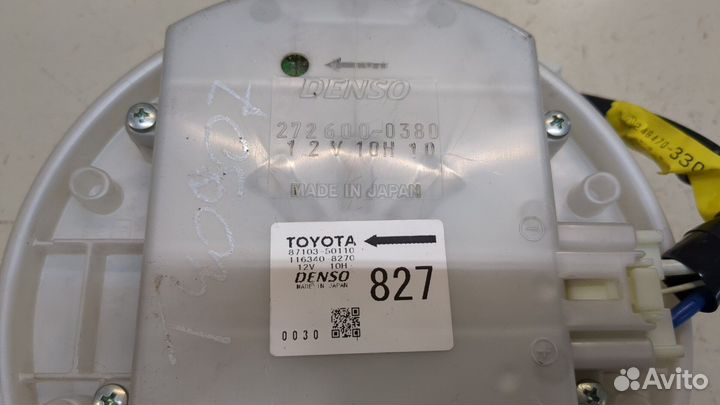 DENSO
272600-0380
12V 10H 10
MADE IN JAPAN
TOYOTA
87103-50110
116340-8270
12V 10H
DENSO
MADE IN JAPAN
827
0030
Avito